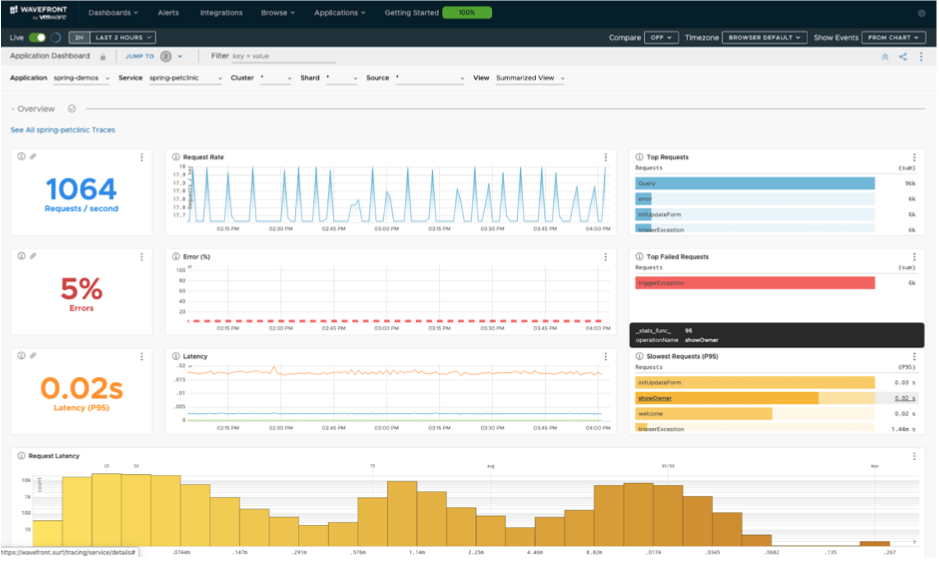 WAVEFRONT
by vmware
Dashboards Alerts Integrations Browse Applications Getting Started 100%
Live 2H LAST 2 HOURS Compare OFF Timezone BROWSER DEFAULT Show Events FROM CHART
Application Dashboard JUMP TO 2 Filter key = value
Application spring-demos Service spring-petclinic Cluster * Shard * Source * View Summarized View
Overview
See All spring-petclinic Traces
1064
Requests / second
Request Rate
18
17.9
17.9
17.8
17.8
17.7
Requests / sec
02:15 PM 02:30 PM 02:45 PM 03:00 PM 03:15 PM 03:30 PM 03:45 PM 04:00 PM
Top Requests
Requests (sum)
Query 96k
error 6k
initUpdateForm 6k
triggerException 6k
5%
Errors
Error (%)
100
80
60
40
20
02:15 PM 02:30 PM 02:45 PM 03:00 PM 03:15 PM 03:30 PM 03:45 PM 04:00 PM
Top Failed Requests
Requests (sum)
triggerException 6k
_stats_func_ 95
operationName showOwner
0.02s
Latency (P95)
Latency
.02
.015
.01
.005
0
02:15 PM 02:30 PM 02:45 PM 03:00 PM 03:15 PM 03:30 PM 03:45 PM 04:00 PM
Slowest Requests (P95)
Requests (P95)
initUpdateForm 0.03 s
showOwner 0.02 s
welcome 0.02 s
triggerException 1.44m s
Request Latency
25 50 75 avg 95/99 max
count
10k
1k
100
10
0
https://wavefront.surf/tracing/service/details#
.0744m .147m .291m .576m 1.14m 2.25m 4.46m 8.82m .0174 .0345 .0682 .135 .267